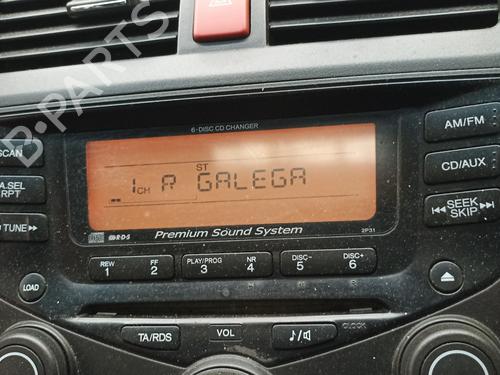 B-PARTS
6-DISC CD CHANGER
SCAN
AM/FM
ST
1CH R GALEGA
A.SEL
RPT
CD/AUX
SEEK
SKIP
TUNE
RDS
Premium Sound System
2P31
REW
1
FF
2
PLAY/PROG
3
NR
4
DISC-
5
DISC+
6
LOAD
TA/RDS
VOL
CLOCK